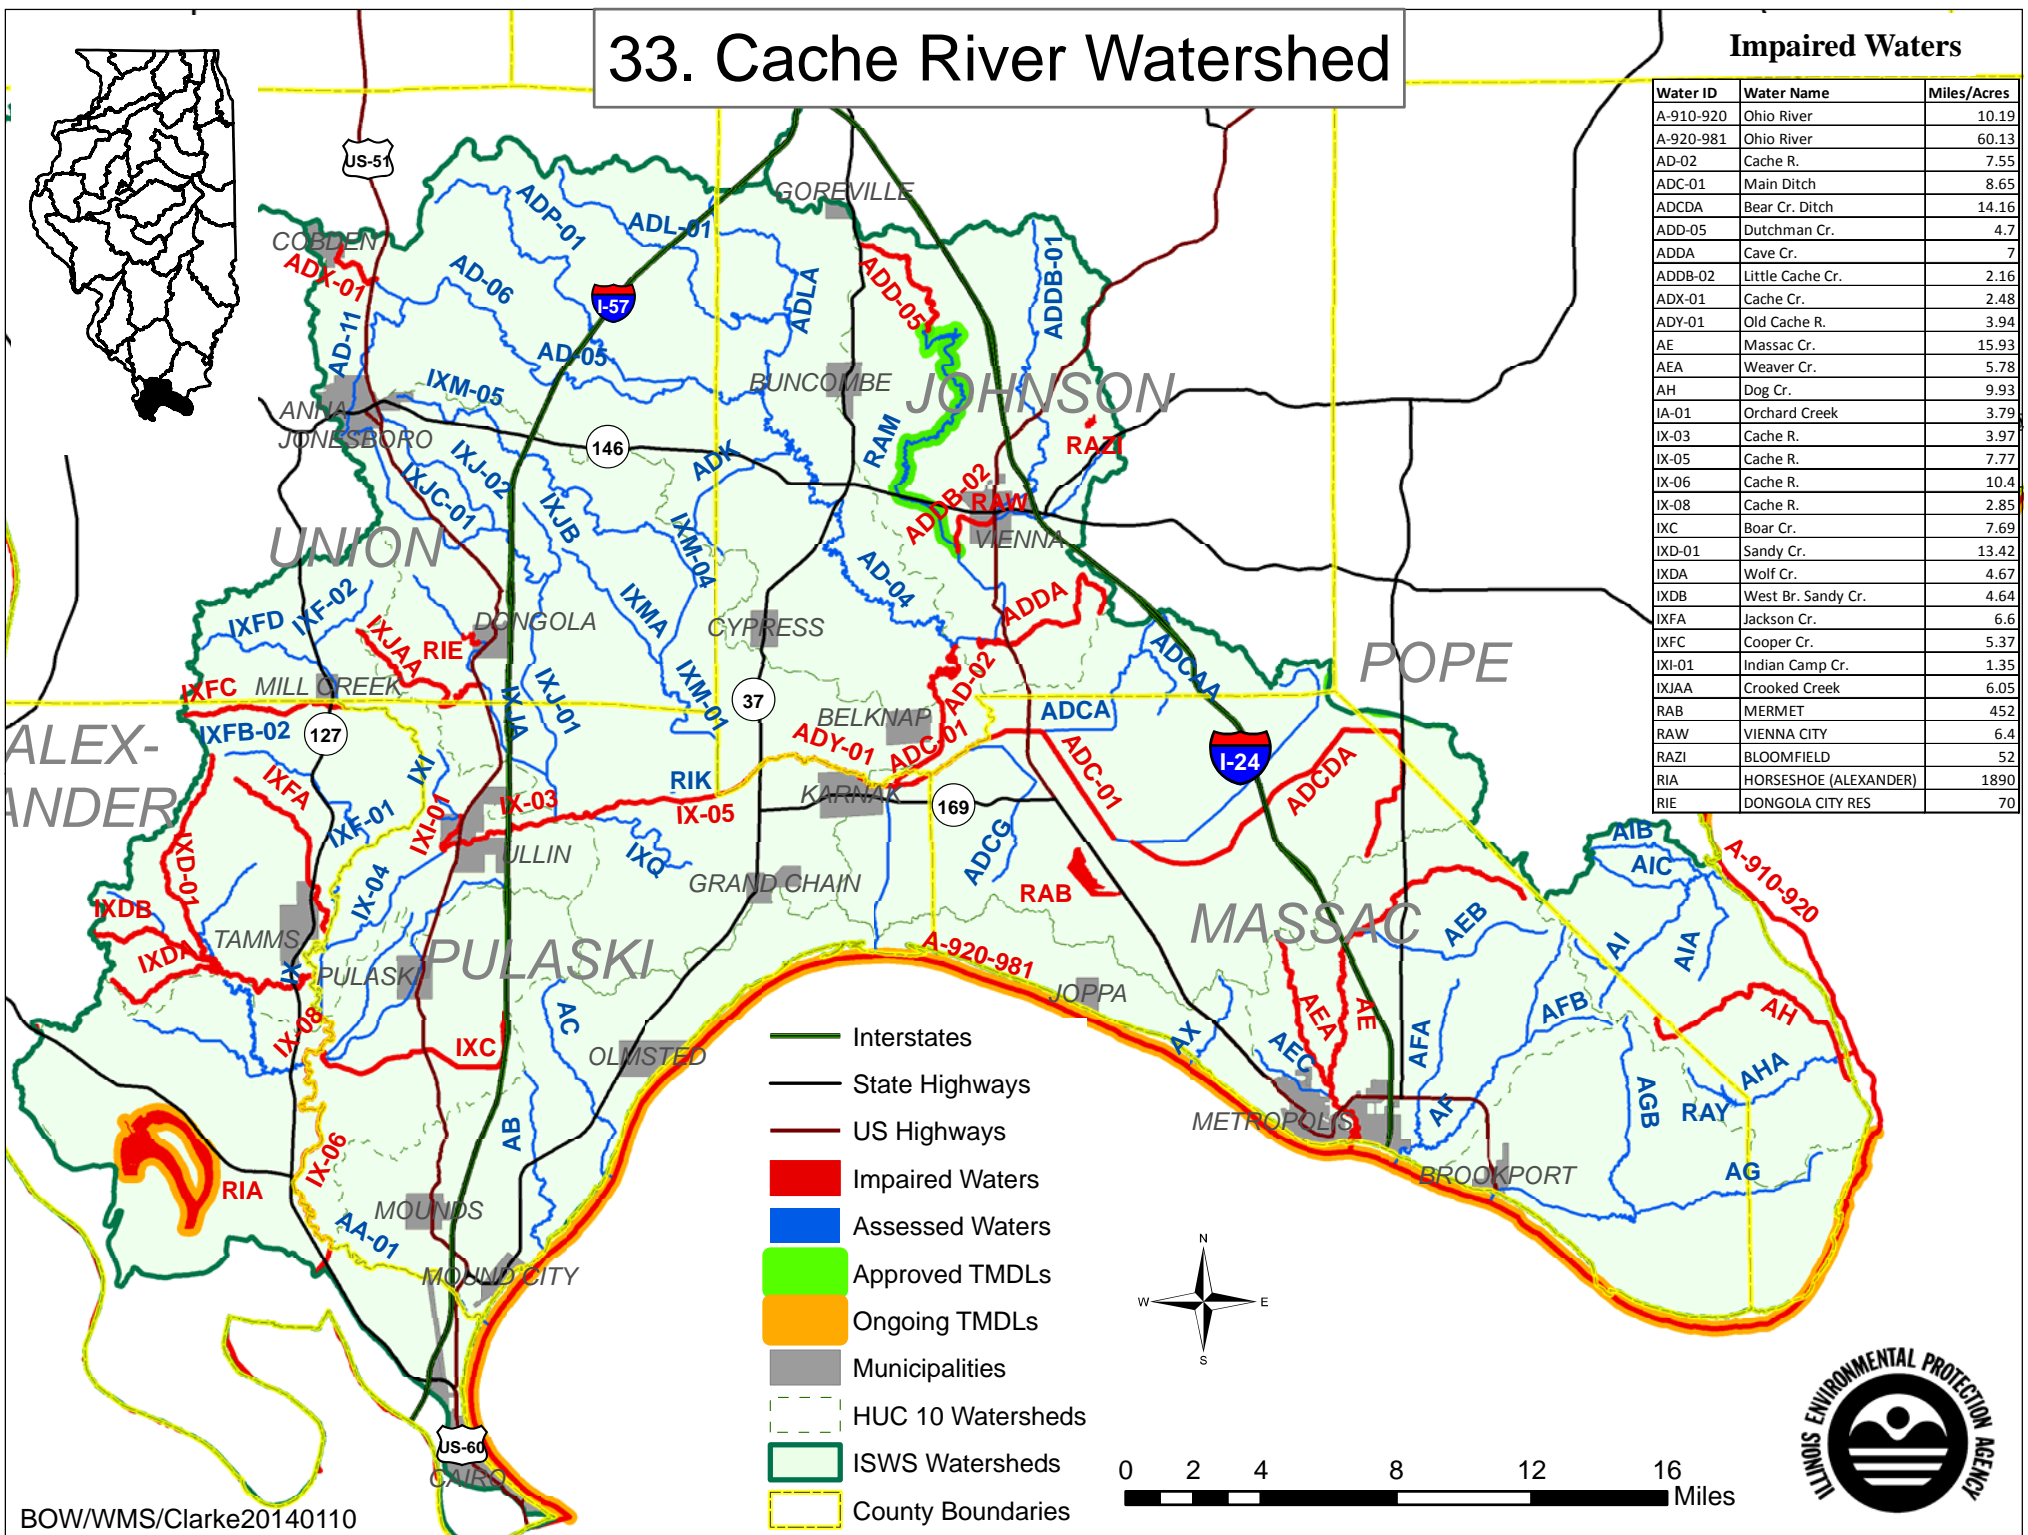 33. Cache River Watershed
Impaired Waters
Water ID Water Name Miles/Acres
A-910-920 Ohio River 10.19
A-920-981 Ohio River 60.13
AD-02 Cache R. 7.55
ADC-01 Main Ditch 8.65
ADCDA Bear Cr. Ditch 14.16
ADD-05 Dutchman Cr. 4.7
ADDA Cave Cr. 7
ADDB-02 Little Cache Cr. 2.16
ADX-01 Cache Cr. 2.48
ADY-01 Old Cache R. 3.94
AE Massac Cr. 15.93
AEA Weaver Cr. 5.78
AH Dog Cr. 9.93
IA-01 Orchard Creek 3.79
IX-03 Cache R. 3.97
IX-05 Cache R. 7.77
IX-06 Cache R. 10.4
IX-08 Cache R. 2.85
IXC Boar Cr. 7.69
IXD-01 Sandy Cr. 13.42
IXDA Wolf Cr. 4.67
IXDB West Br. Sandy Cr. 4.64
IXFA Jackson Cr. 6.6
IXFC Cooper Cr. 5.37
IXI-01 Indian Camp Cr. 1.35
IXJAA Crooked Creek 6.05
RAB MERMET 452
RAW VIENNA CITY 6.4
RAZI BLOOMFIELD 52
RIA HORSESHOE (ALEXANDER) 1890
RIE DONGOLA CITY RES 70
US-51
GOREVILLE
ADP-01
ADL-01
COBDEN
ADX-01
AD-06
ADLA
ADD-05
ADDB-01
I-57
AD-11
AD-05
IXM-05
BUNCOMBE
JOHNSON
ANNA
JONESBORO
146
RAM
RAZI
IXJ-02
ADK
IXJC-01
IXJB
ADDB-02
RAW
VIENNA
UNION
IXM-04
AD-04
IXFD
IXF-02
IXMA
ADDA
DONGOLA
CYPRESS
IXJAA
RIE
ADCAA
POPE
IXFC
MILL CREEK
IXJA
IXJ-01
IXM-01
37
AD-02
ADCA
BELKNAP
ALEX-
ANDER
IXFB-02
127
ADY-01
ADC-01
ADC-01
I-24
IXFA
IXI
RIK
KARNAK
169
ADCDA
IX-03
IX-05
IXF-01
IXI-01
ULLIN
IXQ
ADCG
AIB
AIC
A-910-920
IXD-01
IX-04
GRAND CHAIN
RAB
IXDB
TAMMS
MASSAC
AEB
AI
AIA
IXDA
IX
PULASKI
PULASKI
A-920-981
JOPPA
AC
AEA
AE
AFB
AH
IX-08
IXC
OLMSTED
AX
AEC
AFA
AHA
AB
METROPOLIS
AF
AGB
RAY
IX-06
RIA
BROOKPORT
AG
MOUNDS
AA-01
MOUND CITY
US-60
CAIRO
Interstates
State Highways
US Highways
Impaired Waters
Assessed Waters
Approved TMDLs
Ongoing TMDLs
Municipalities
HUC 10 Watersheds
ISWS Watersheds
County Boundaries
N
W E
S
0 2 4 8 12 16
Miles
ILLINOIS ENVIRONMENTAL PROTECTION AGENCY
BOW/WMS/Clarke20140110